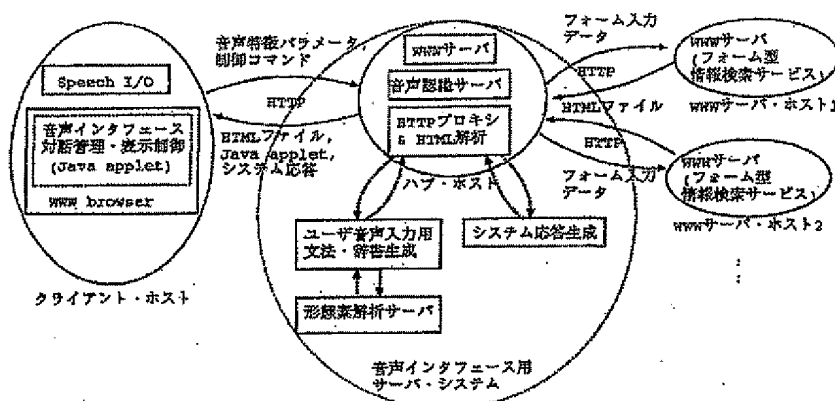 Speech I/O
音声インタフェース
対話管理・表示制御
(Java applet)
WWW browser
クライアント・ホスト
音声特徴パラメータ,
制御コマンド
HTTP
HTMLファイル,
Java applet,
システム応答
WWWサーバ
音声認識サーバ
HTTPプロキシ
& HTML解析
ハブ・ホスト
ユーザ音声入力用
文法・辞書生成
システム応答生成
形態素解析サーバ
音声インタフェース用
サーバ・システム
フォーム入力
データ
HTTP
HTMLファイル
HTTP
フォーム入力
データ
WWWサーバ
(フォーム型
情報検索サービス)
WWWサーバ・ホスト1
WWWサーバ
(フォーム型
情報検索サービス)
WWWサーバ・ホスト2